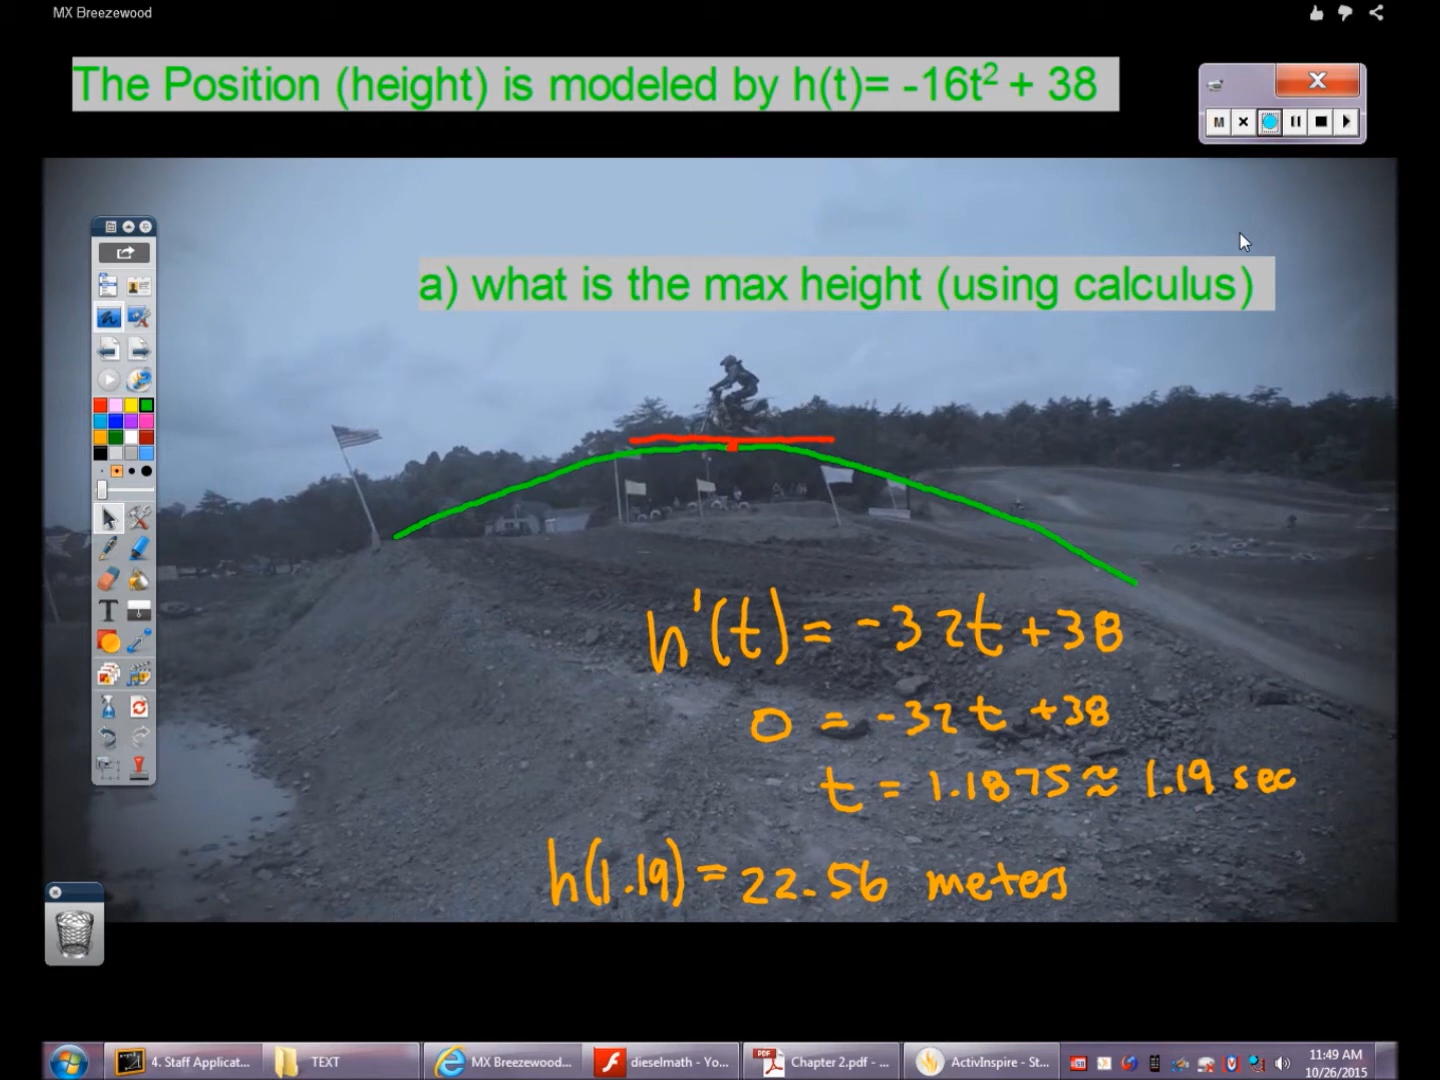 MX Breezewood
The Position (height) is modeled by h(t)= -16t² + 38
M
a) what is the max height (using calculus)
h'(t) = -32t + 38
0 = -32t + 38
t = 1.1875 ≈ 1.19 sec
h(1.19) = 22.56 meters
4. Staff Applicat... TEXT MX Breezewood... dieselmath - Yo... Chapter 2.pdf - ... ActivInspire - St... 11:49 AM
10/26/2015